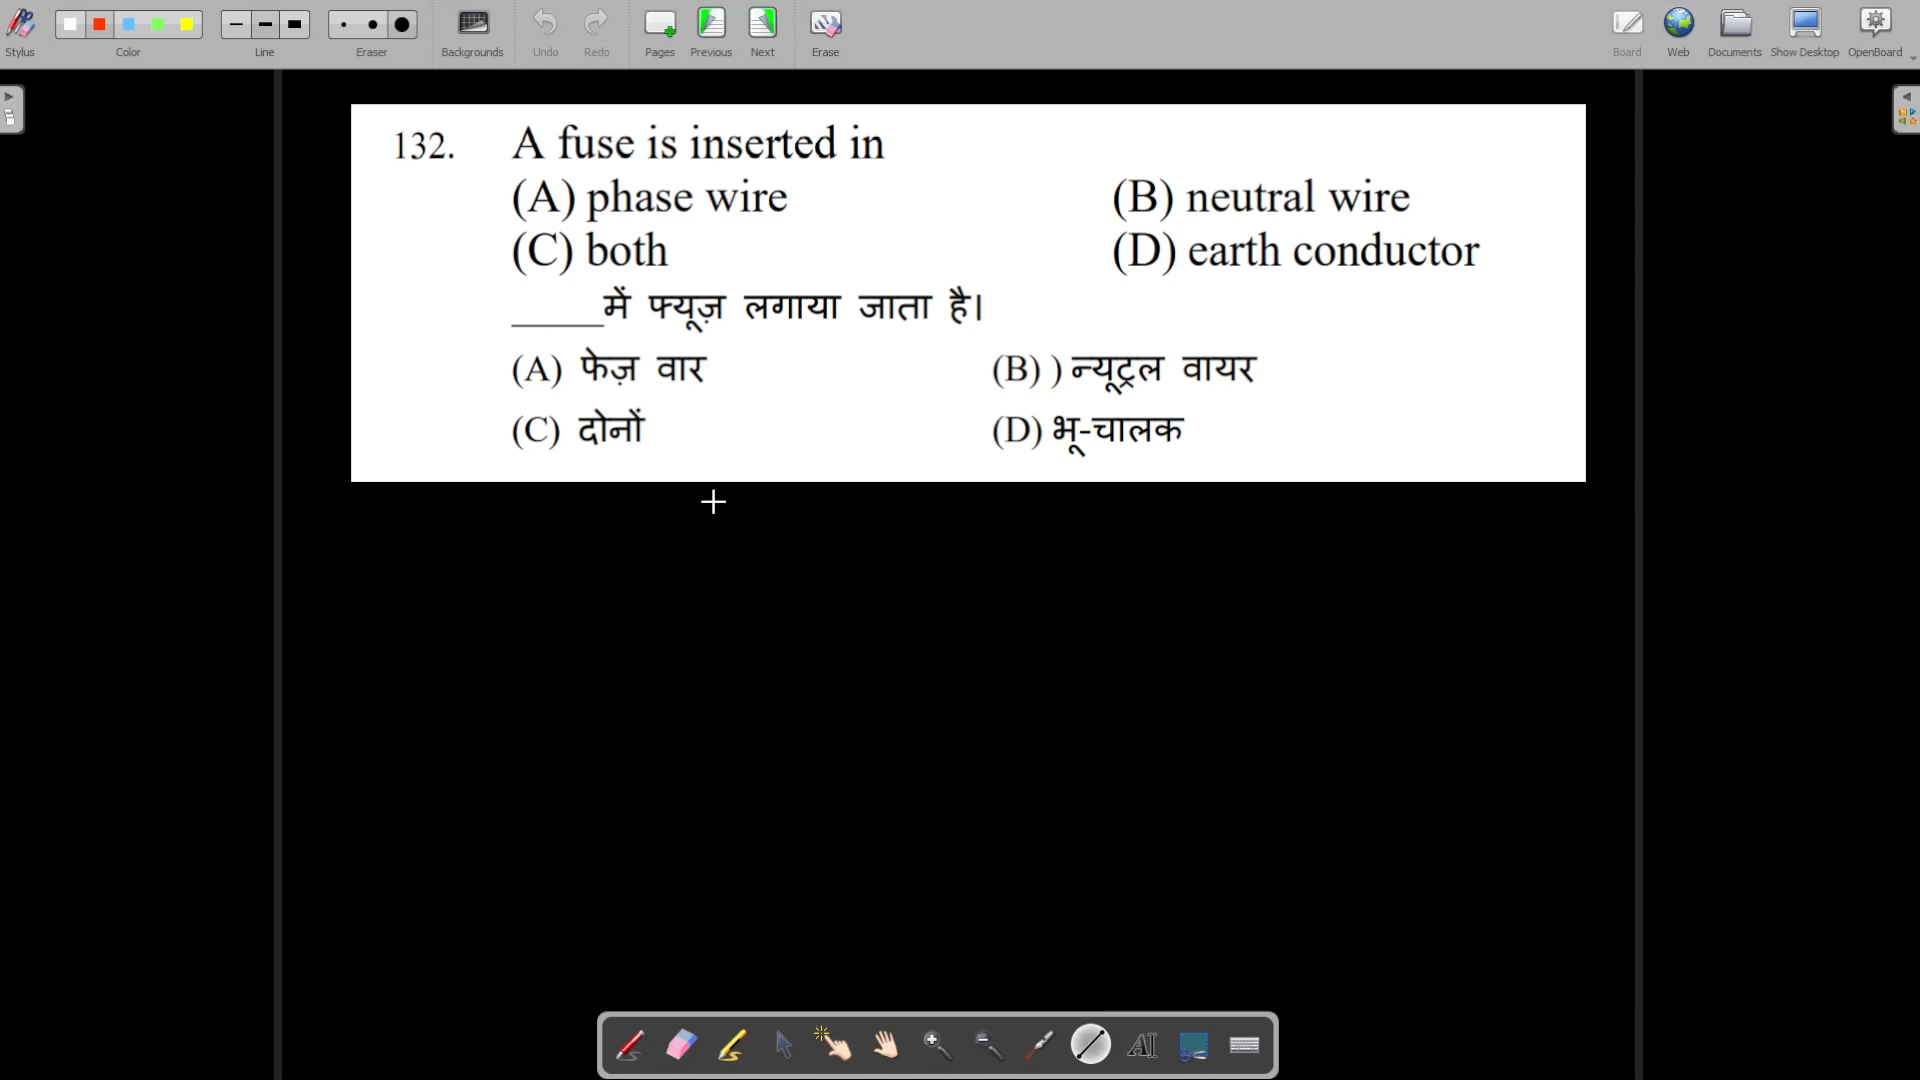 Stylus Color Line Eraser Backgrounds Undo Redo Pages Previous Next Erase Board Web Documents Show Desktop OpenBoard
132. A fuse is inserted in
(A) phase wire (B) neutral wire
(C) both (D) earth conductor
_____में फ्यूज़ लगाया जाता है।
(A) फेज़ वार (B) ) न्यूट्रल वायर
(C) दोनों (D) भू-चालक
AI